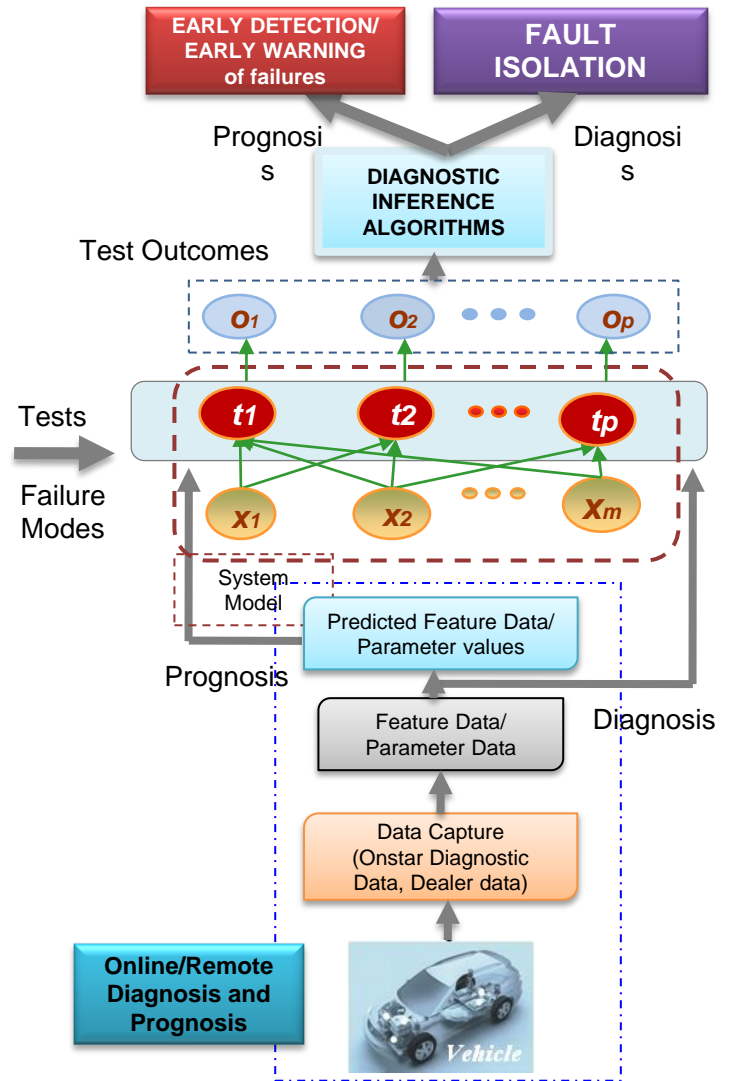 EARLY DETECTION/
EARLY WARNING
of failures
FAULT
ISOLATION
Prognosi
s
Diagnosi
s
DIAGNOSTIC
INFERENCE
ALGORITHMS
Test Outcomes
o1
o2
op
Tests
t1
t2
tp
Failure
Modes
x1
x2
xm
System
Model
Predicted Feature Data/
Parameter values
Prognosis
Diagnosis
Feature Data/
Parameter Data
Data Capture
(Onstar Diagnostic
Data, Dealer data)
Online/Remote
Diagnosis and
Prognosis
Vehicle